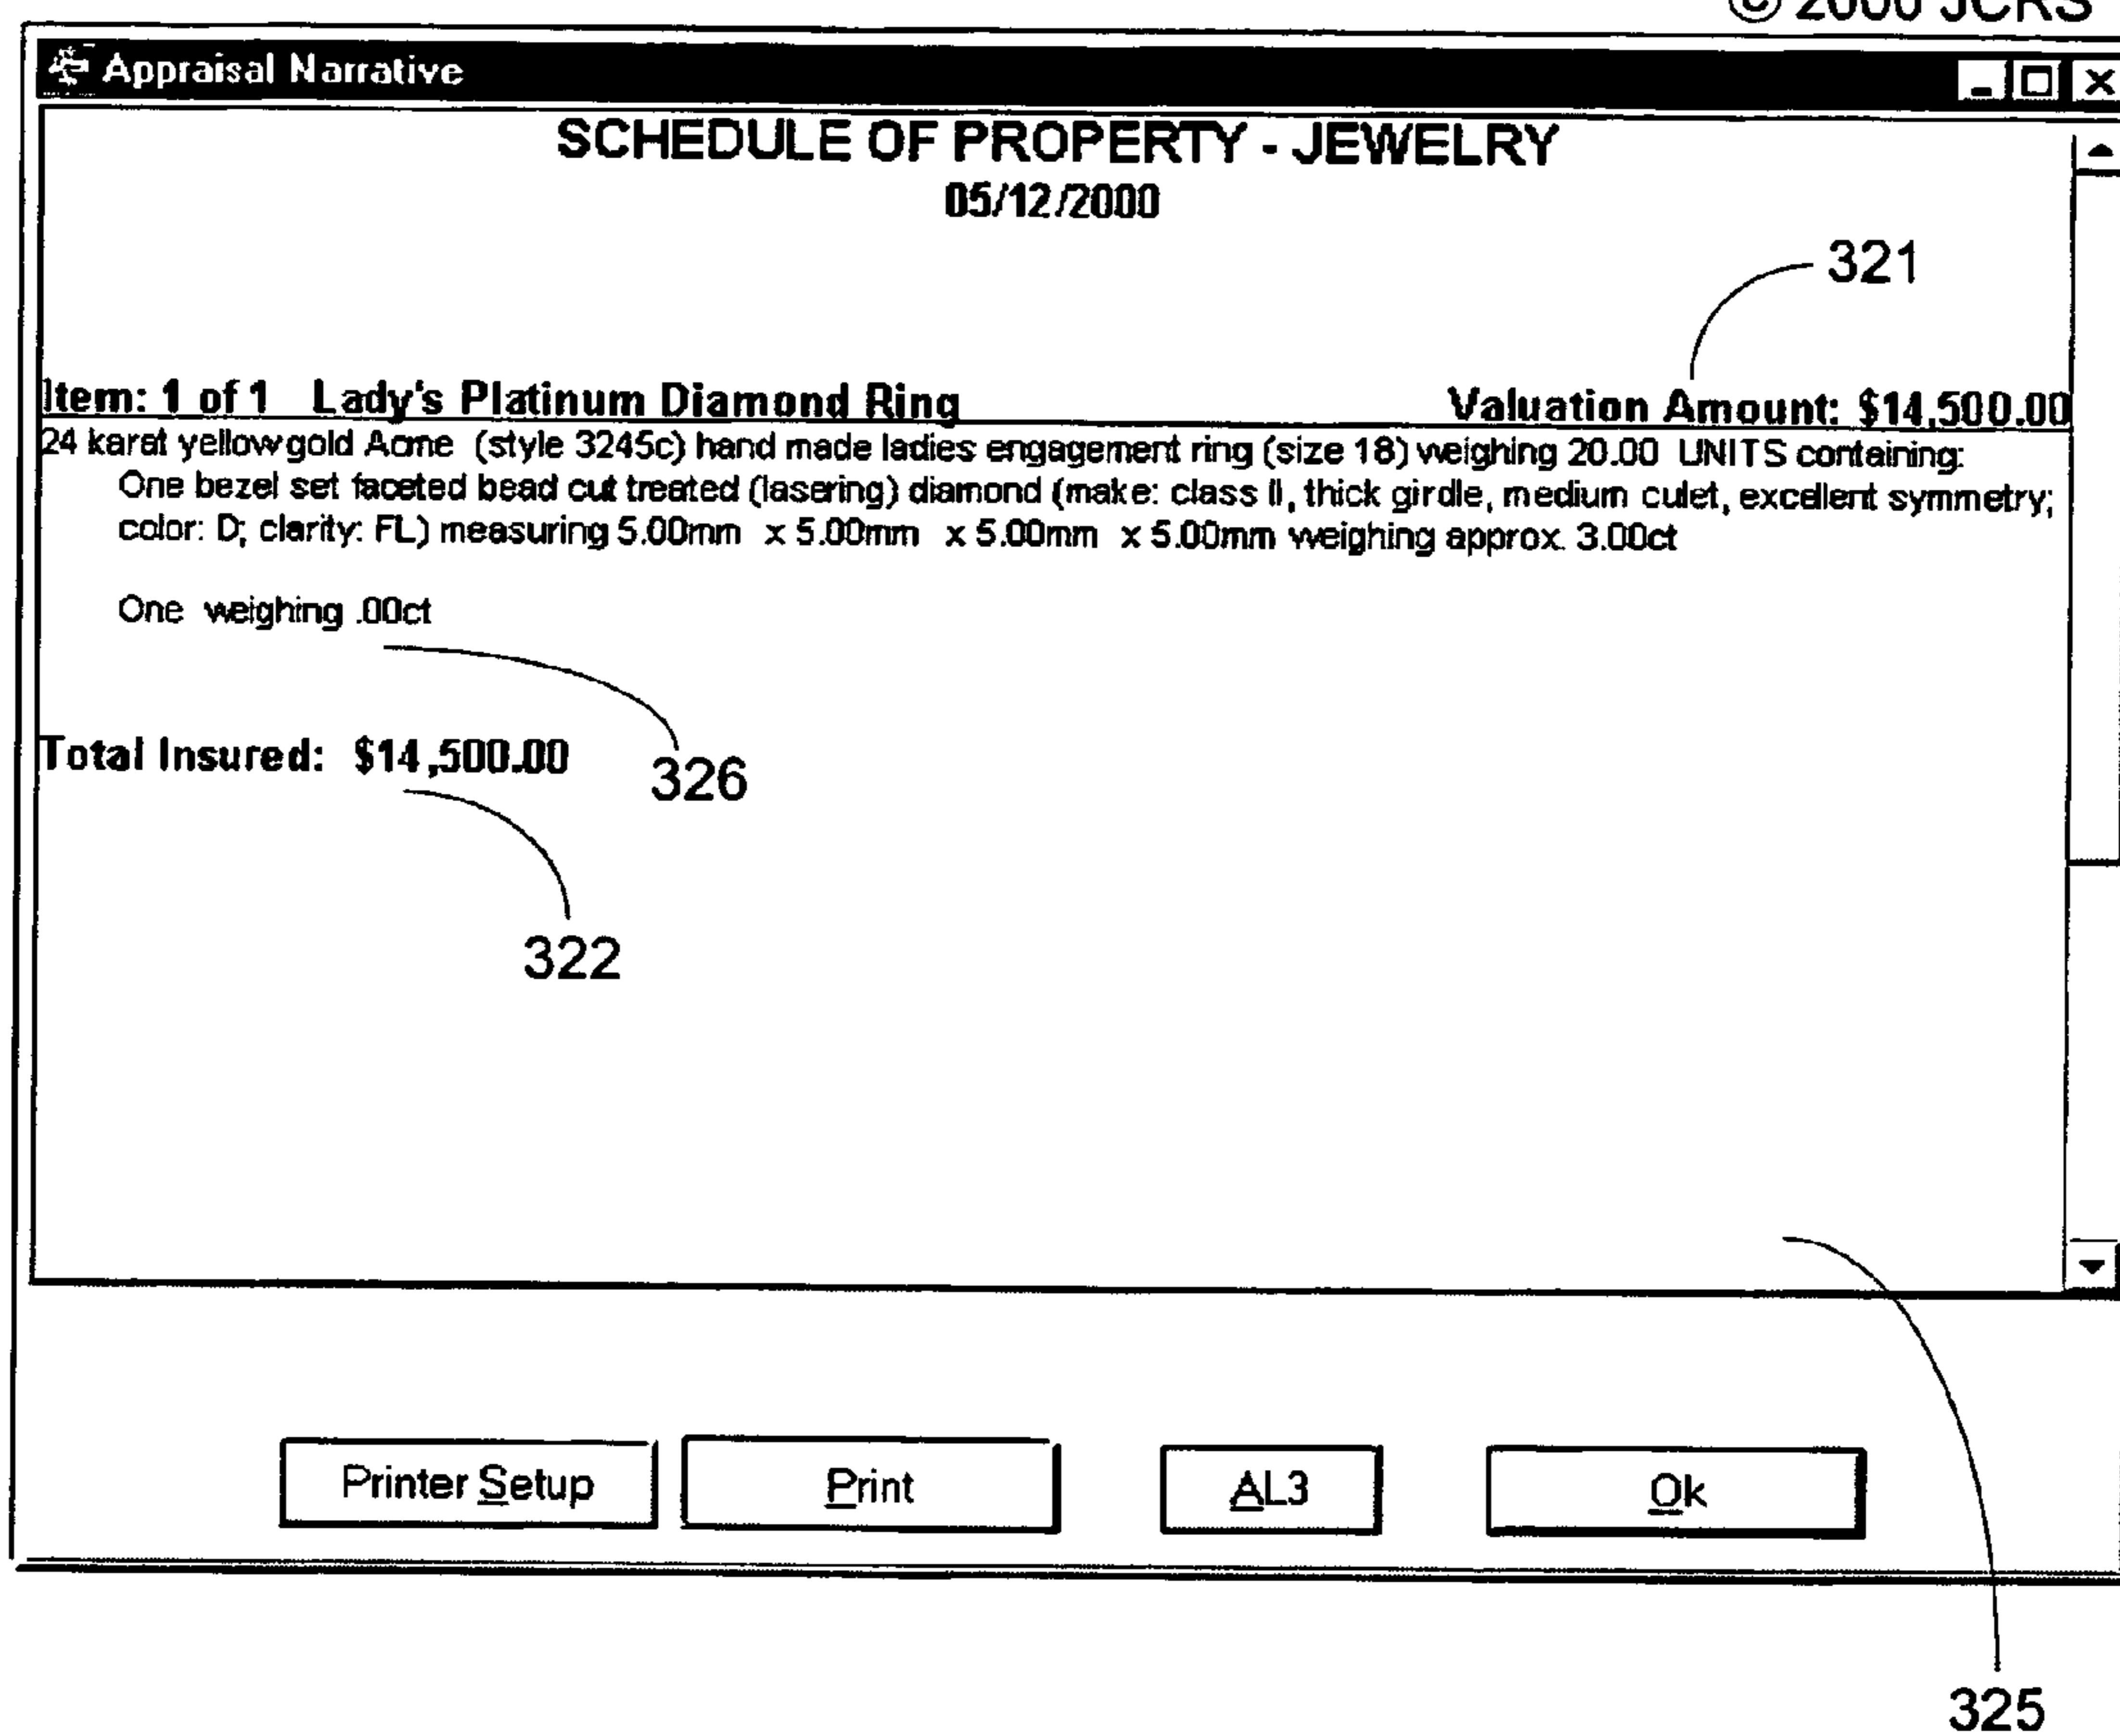 © 2000 JCRS
Appraisal Narrative
SCHEDULE OF PROPERTY - JEWELRY
05/12/2000
321
Item: 1 of 1 Lady's Platinum Diamond Ring Valuation Amount: $14,500.00
24 karat yellow gold Acme (style 3245c) hand made ladies engagement ring (size 18) weighing 20.00 UNITS containing:
One bezel set faceted bead cut treated (lasering) diamond (make: class II, thick girdle, medium culet, excellent symmetry;
color: D; clarity: FL) measuring 5.00mm x 5.00mm x 5.00mm x 5.00mm weighing approx. 3.00ct
One weighing .00ct
Total Insured: $14,500.00
326
322
Printer Setup Print AL3 Ok
325